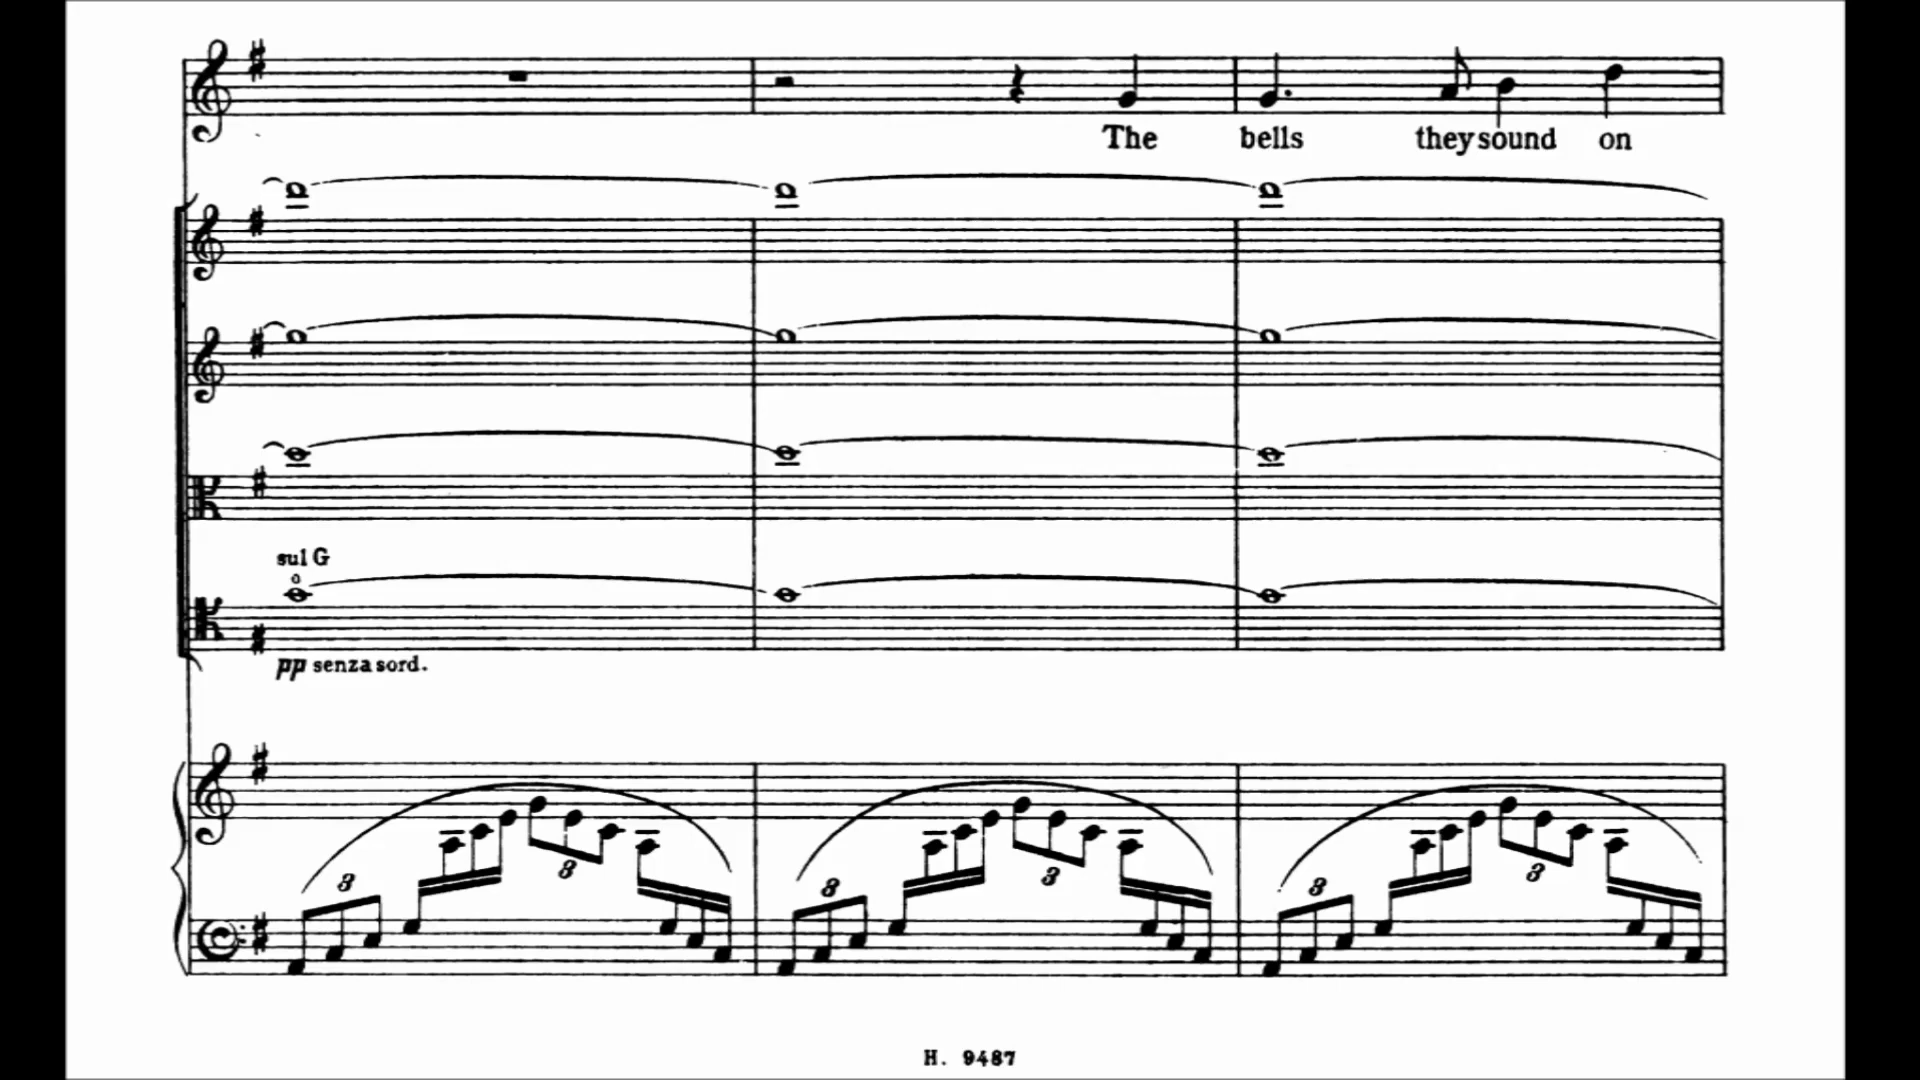 The bells they sound on
sul G
pp senza sord.
3 3 3 3 3 3
H. 9487